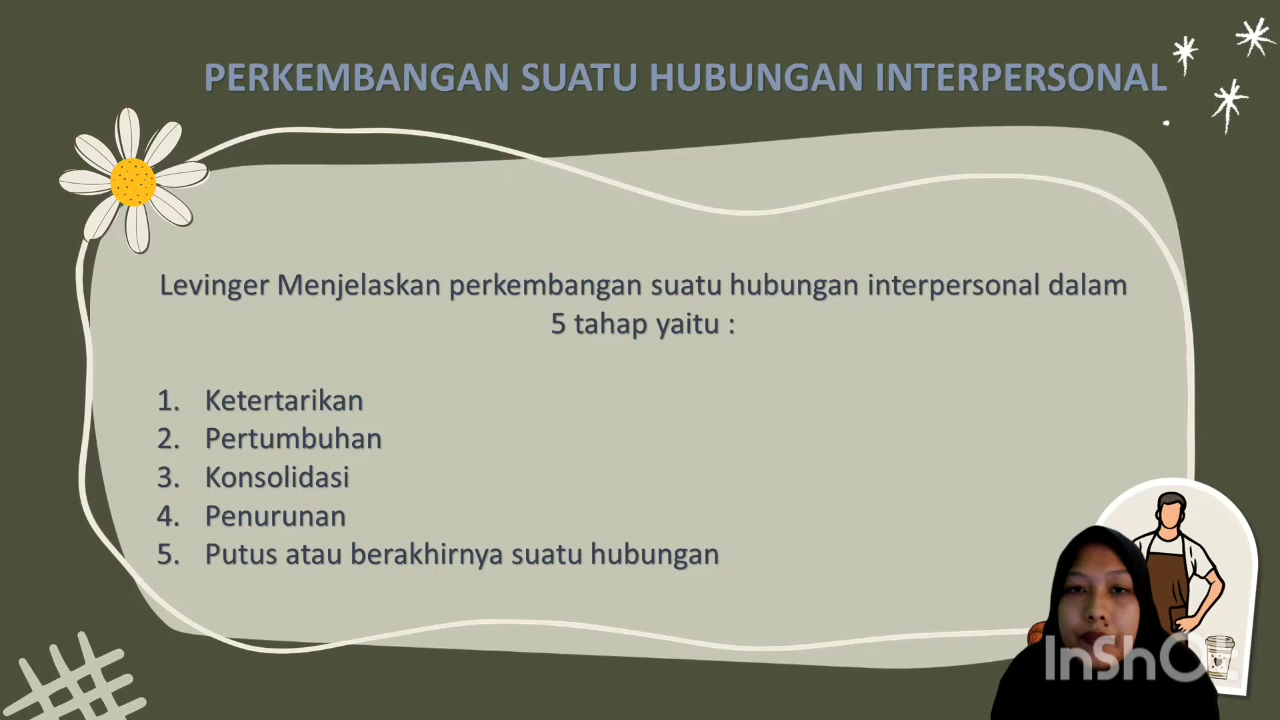 PERKEMBANGAN SUATU HUBUNGAN INTERPERSONAL
Levinger Menjelaskan perkembangan suatu hubungan interpersonal dalam
5 tahap yaitu :
1. Ketertarikan
2. Pertumbuhan
3. Konsolidasi
4. Penurunan
5. Putus atau berakhirnya suatu hubungan